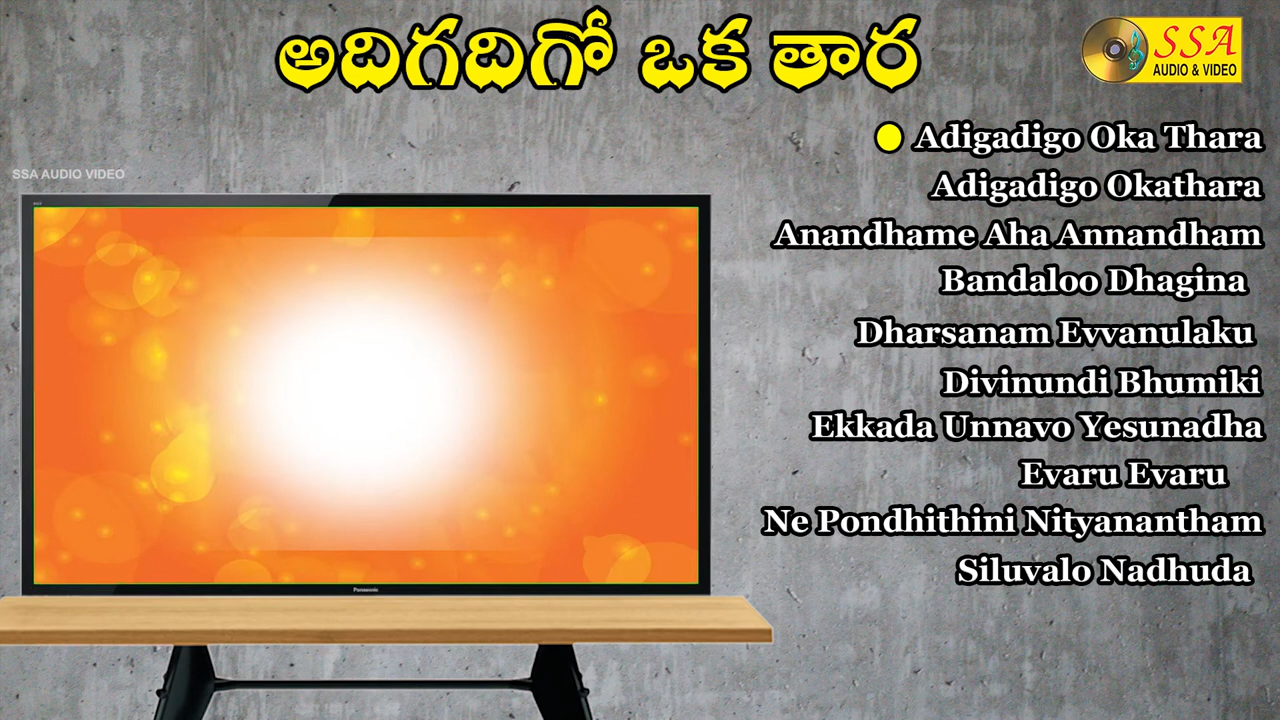 అదిగదిగో ఒక తార
SSA
AUDIO & VIDEO
Adigadigo Oka Thara
SSA AUDIO VIDEO
Adigadigo Okathara
Anandhame Aha Annandham
Bandaloo Dhagina
Dharsanam Evvanulaku
Divinundi Bhumiki
Ekkada Unnavo Yesunadha
Evaru Evaru
Ne Pondhithini Nityanantham
Siluvalo Nadhuda
Panasonic